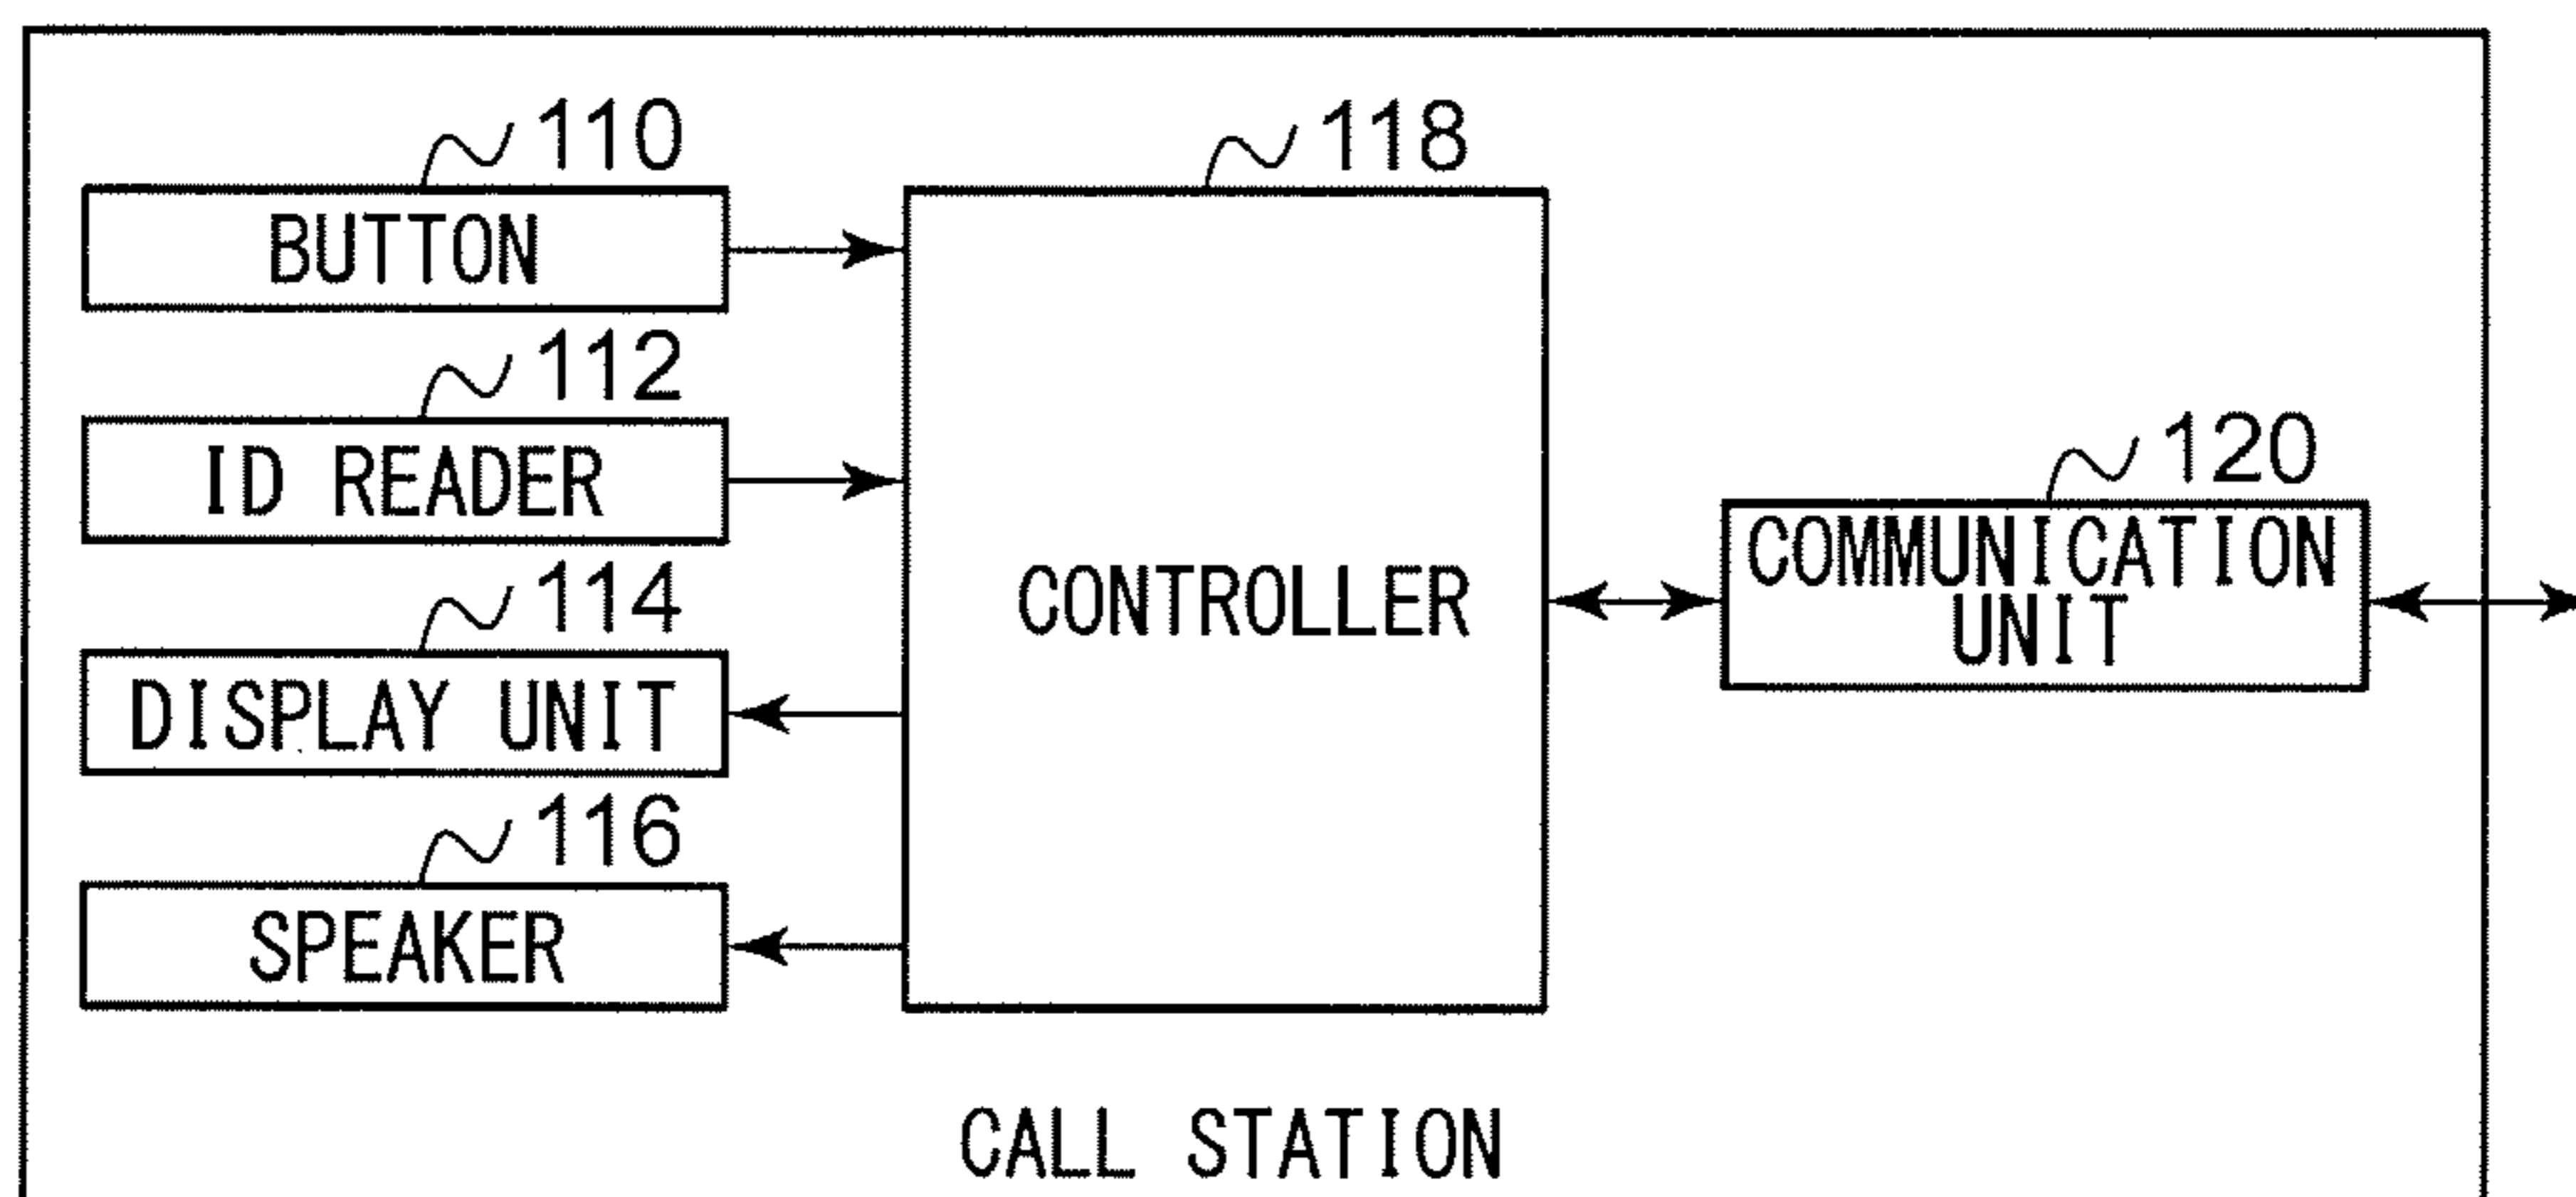 110
BUTTON
112
ID READER
114
DISPLAY UNIT
116
SPEAKER
118
CONTROLLER
120
COMMUNICATION
UNIT
CALL STATION